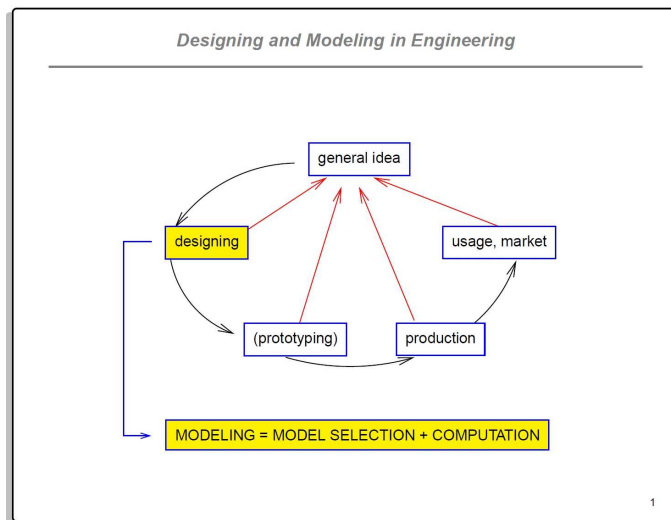 Designing and Modeling in Engineering
general idea
designing
usage, market
(prototyping)
production
MODELING = MODEL SELECTION + COMPUTATION
1